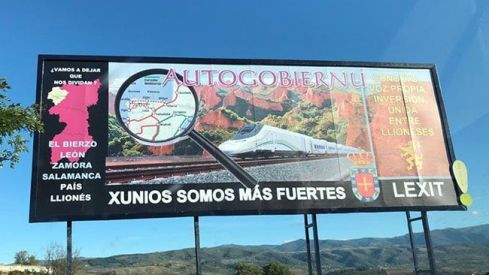 ¿VAMOS A DEJAR
QUE
NOS DIVIDAN?
EL BIERZO
LEÓN
ZAMORA
SALAMANCA
PAÍS
LLIONÉS
AUTOGOBIERNU
VOZ PROPIA
INVERSIÓN
UNIDA
ENTRE
LLIONESES
XUNIOS SOMOS MÁS FUERTES
LEXIT